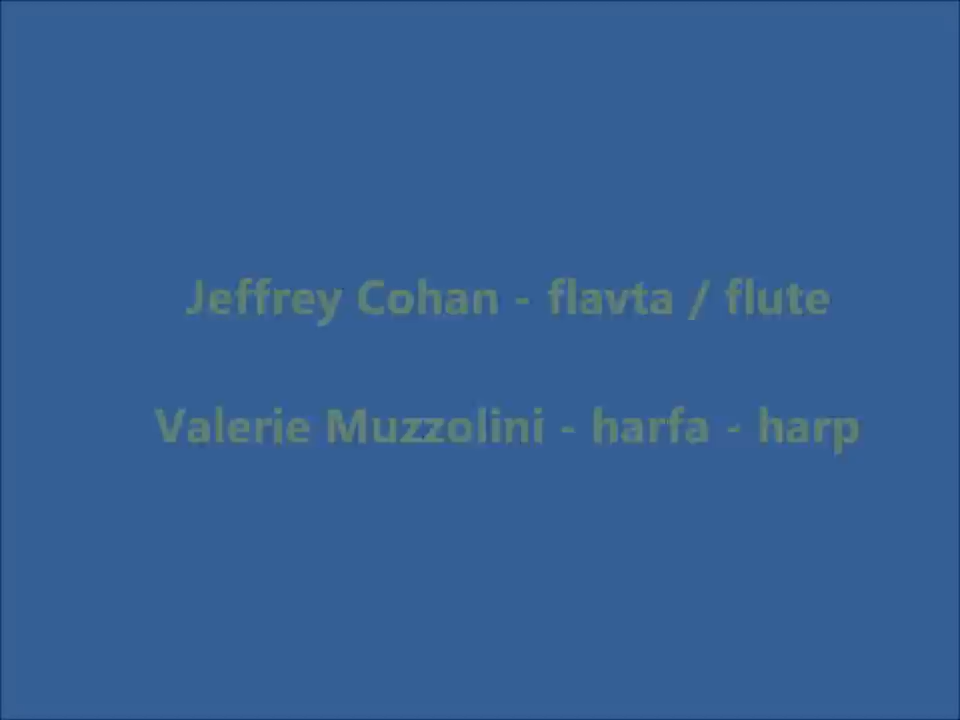 Jeffrey Cohan - flavta / flute
Valerie Muzzolini - harfa - harp